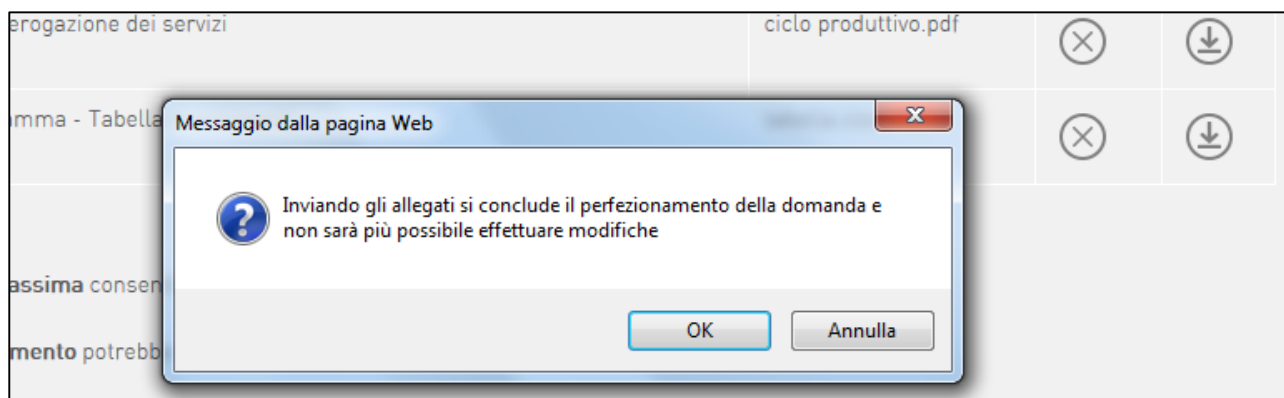 erogazione dei servizi
ciclo produttivo.pdf
mma - Tabella
Messaggio dalla pagina Web
Inviando gli allegati si conclude il perfezionamento della domanda e
non sarà più possibile effettuare modifiche
assima consen
OK
Annulla
mento potrebb